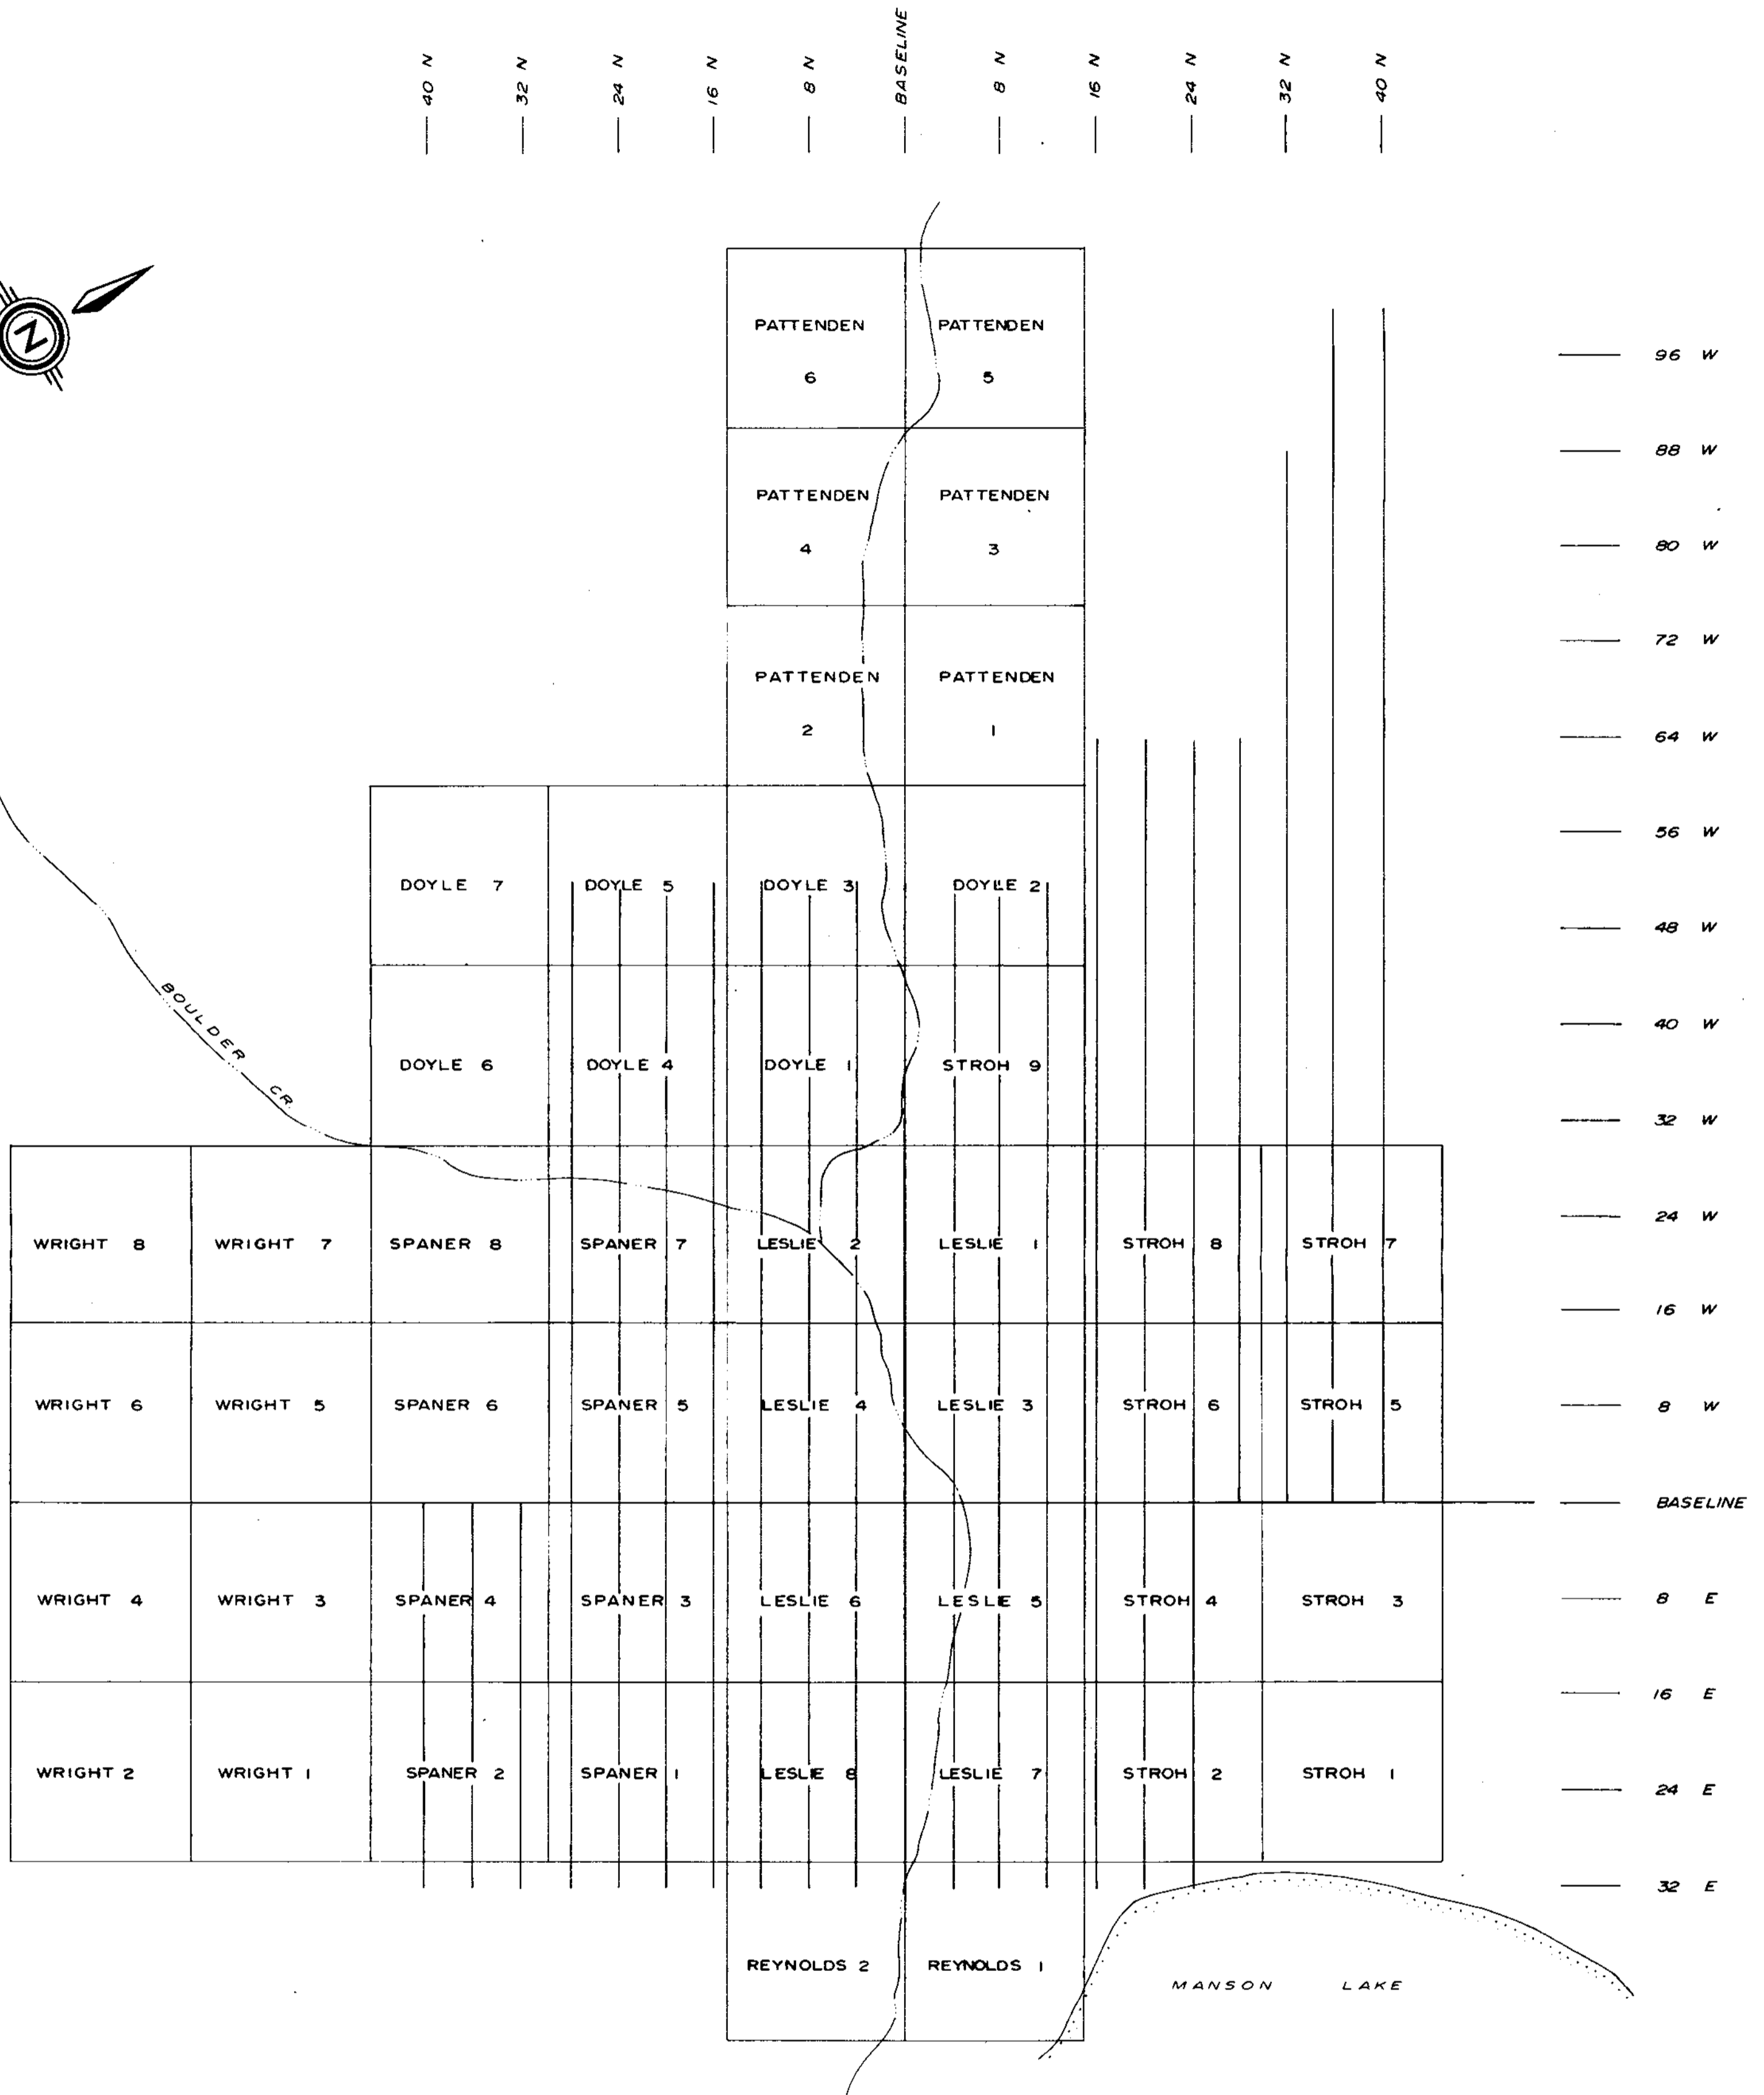 40 N 32 N 24 N 16 N 8 N BASELINE 8 N 16 N 24 N 32 N 40 N
N
PATTENDEN 6 PATTENDEN 5
96 W
88 W
PATTENDEN 4 PATTENDEN 3
80 W
72 W
PATTENDEN 2 PATTENDEN 1
64 W
56 W
DOYLE 7 DOYLE 5 DOYLE 3 DOYLE 2
48 W
BOULDER CR.
40 W
DOYLE 6 DOYLE 4 DOYLE 1 STROH 9
32 W
24 W
WRIGHT 8 WRIGHT 7 SPANER 8 SPANER 7 LESLIE 2 LESLIE 1 STROH 8 STROH 7
16 W
WRIGHT 6 WRIGHT 5 SPANER 6 SPANER 5 LESLIE 4 LESLIE 3 STROH 6 STROH 5
8 W
BASELINE
WRIGHT 4 WRIGHT 3 SPANER 4 SPANER 3 LESLIE 6 LESLIE 5 STROH 4 STROH 3
8 E
16 E
WRIGHT 2 WRIGHT 1 SPANER 2 SPANER 1 LESLIE 8 LESLIE 7 STROH 2 STROH 1
24 E
32 E
REYNOLDS 2 REYNOLDS 1
MANSON LAKE